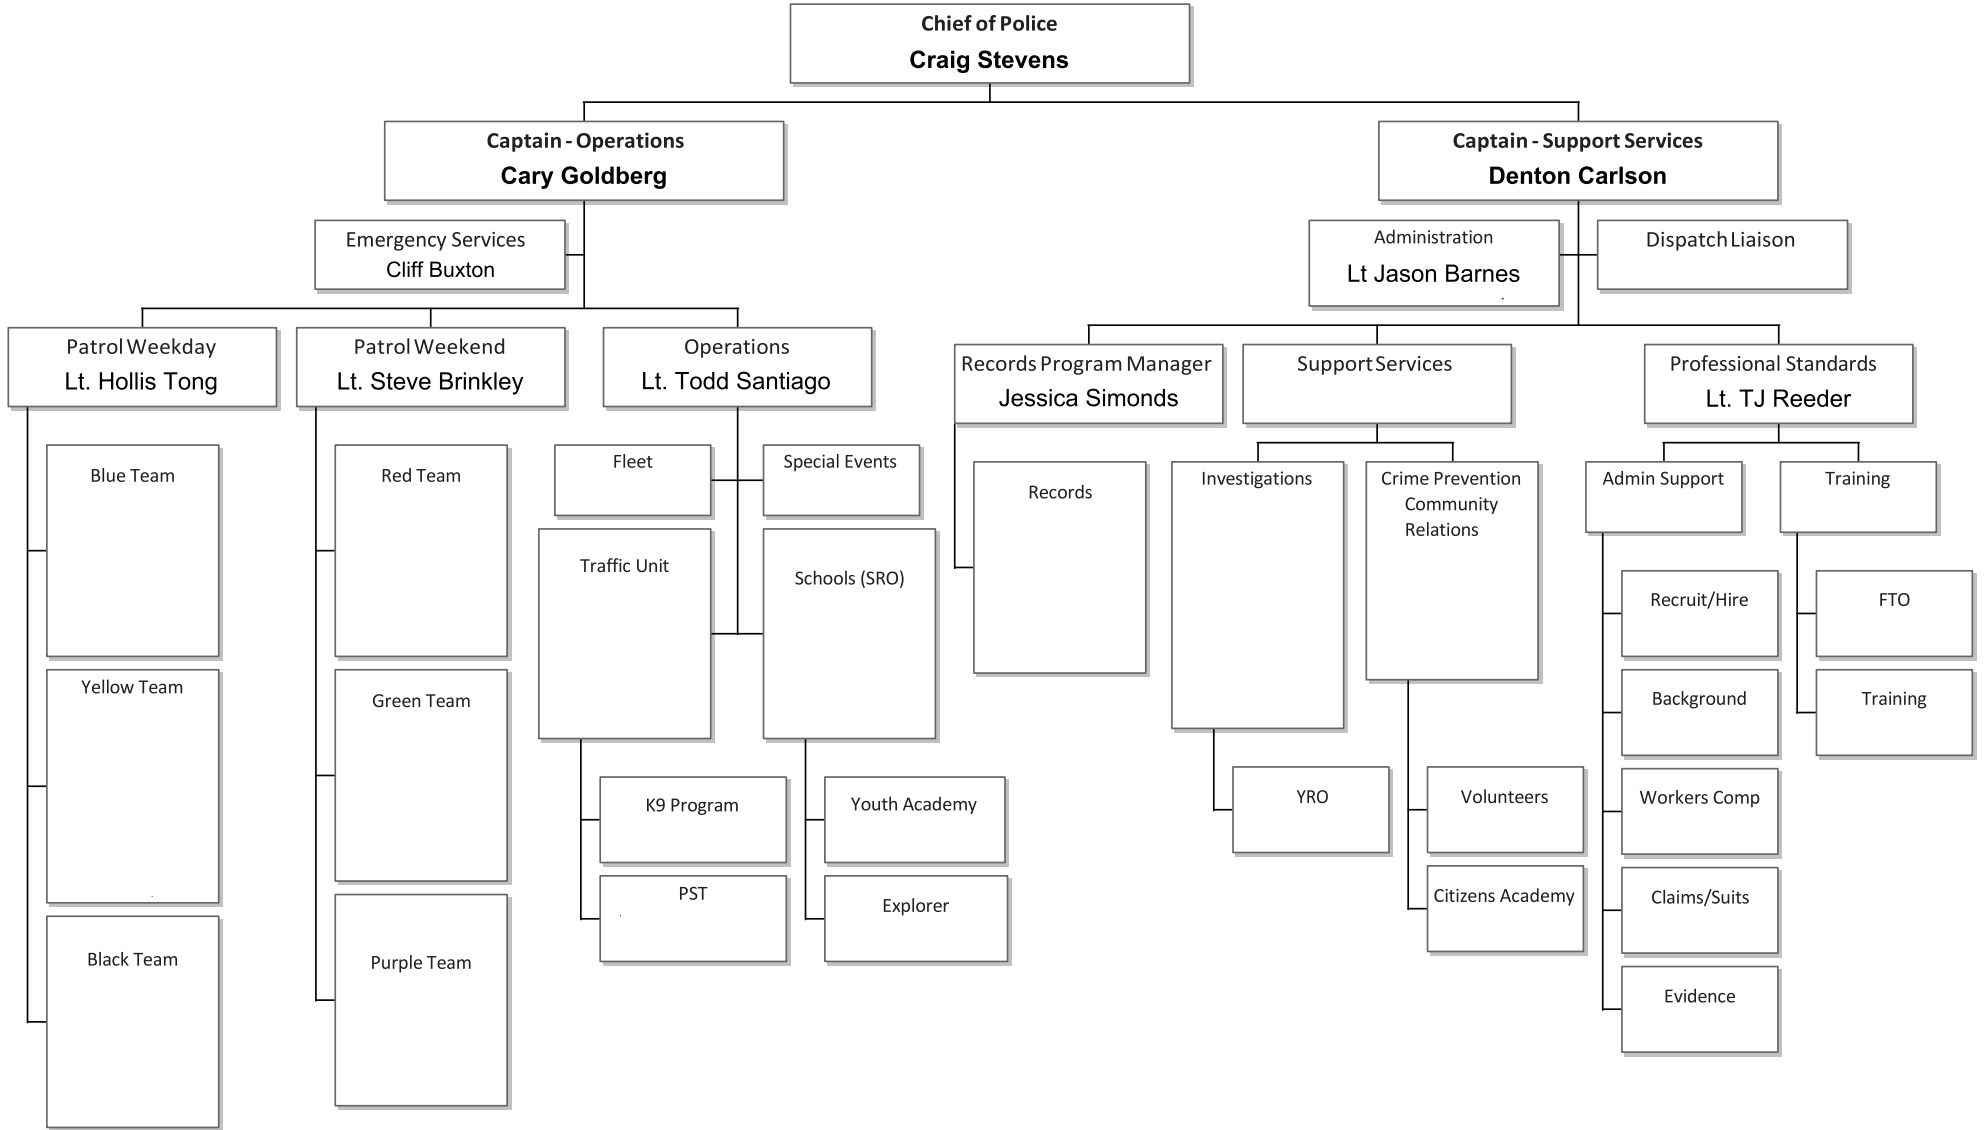 Chief of Police
Craig Stevens
Captain - Operations
Cary Goldberg
Captain - Support Services
Denton Carlson
Emergency Services
Cliff Buxton
Administration
Lt Jason Barnes
Dispatch Liaison
Patrol Weekday
Lt. Hollis Tong
Patrol Weekend
Lt. Steve Brinkley
Operations
Lt. Todd Santiago
Records Program Manager
Jessica Simonds
Support Services
Professional Standards
Lt. TJ Reeder
Blue Team
Yellow Team
Black Team
Red Team
Green Team
Purple Team
Fleet
Special Events
Traffic Unit
Schools (SRO)
K9 Program
PST
Youth Academy
Explorer
Records
Investigations
YRO
Crime Prevention
Community
Relations
Volunteers
Citizens Academy
Admin Support
Recruit/Hire
Background
Workers Comp
Claims/Suits
Evidence
Training
FTO
Training